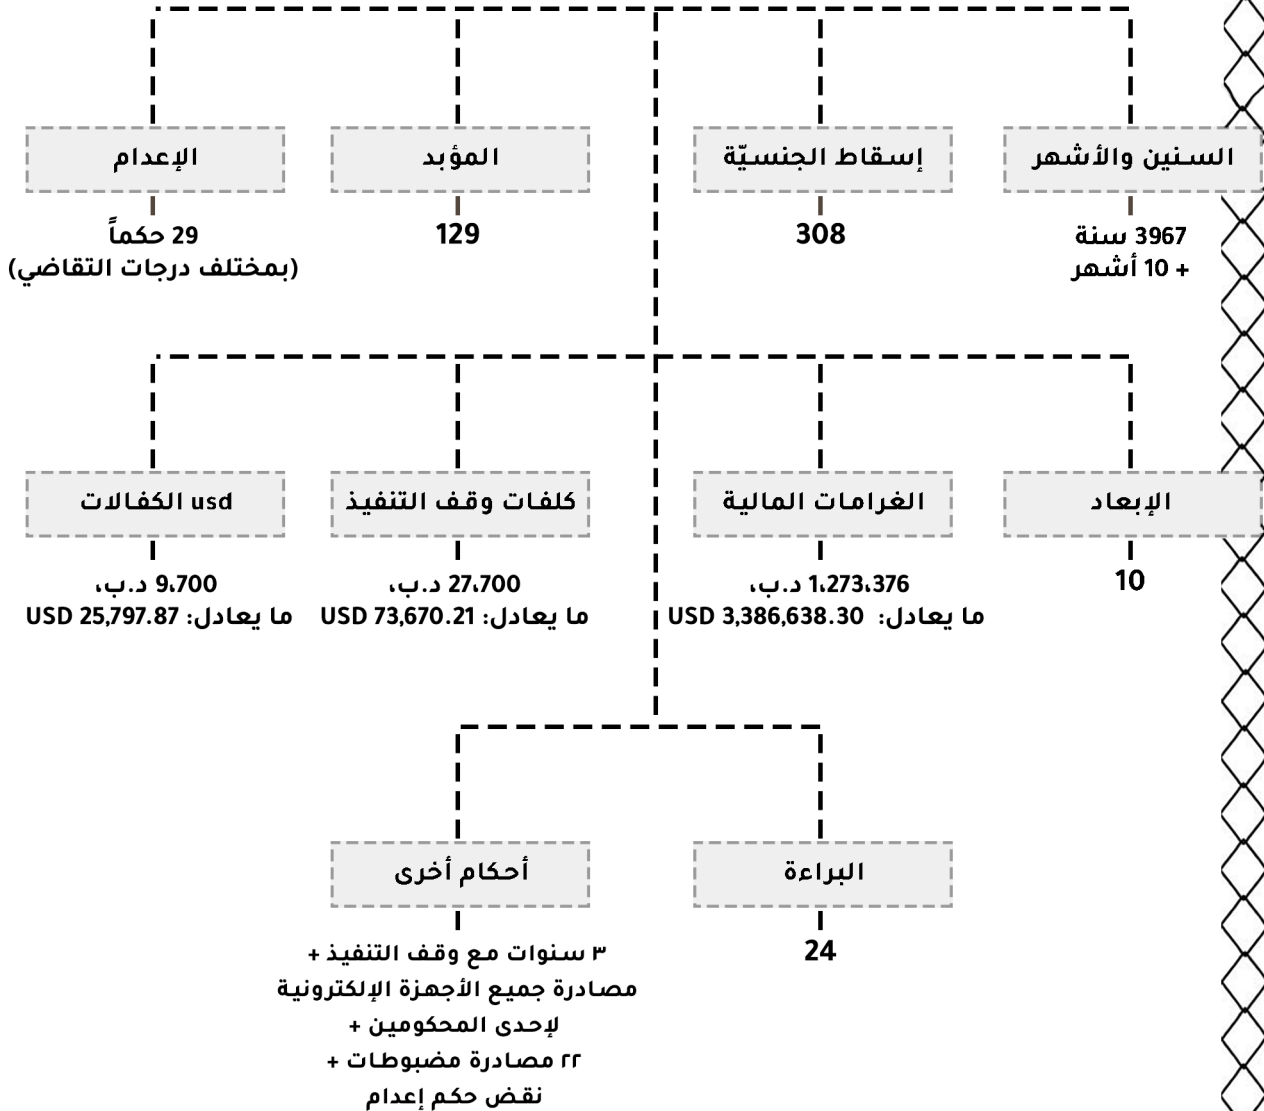 السنين والأشهر
3967 سنة
+ 10 أشهر
إسقاط الجنسيّة
308
المؤبد
129
الإعدام
29 حكماً
(بمختلف درجات التقاضي)
الإبعاد
10
الغرامات المالية
1،273،376 د.ب،
ما يعادل: 3,386,638.30 USD
كلفات وقف التنفيذ
27،700 د.ب،
ما يعادل: 73,670.21 USD
usd الكفالات
9،700 د.ب،
ما يعادل: 25,797.87 USD
البراءة
24
أحكام أخرى
٣ سنوات مع وقف التنفيذ +
مصادرة جميع الأجهزة الإلكترونية
لإحدى المحكومين +
٢٢ مصادرة مضبوطات +
نقض حكم إعدام